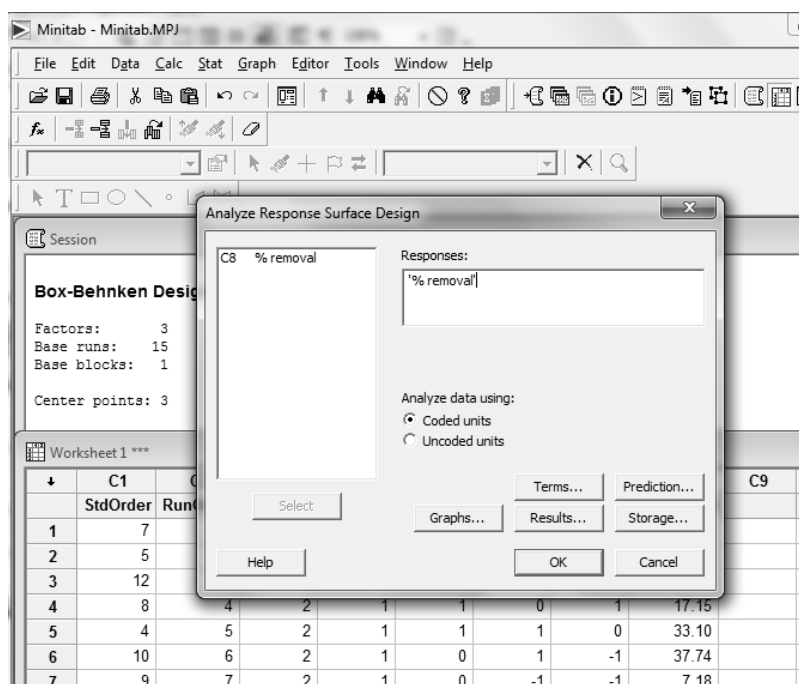 Minitab - Minitab.MPJ
File Edit Data Calc Stat Graph Editor Tools Window Help
Analyze Response Surface Design
Session
Box-Behnken Desig
Factors: 3
Base runs: 15
Base blocks: 1
Center points: 3
C8 % removal
Responses:
'% removal'
Analyze data using:
Coded units
Uncoded units
Select
Terms... Prediction...
Graphs... Results... Storage...
Help OK Cancel
Worksheet 1 ***
C1 C9
StdOrder Run
1 7
2 5
3 12
4 8 4 2 1 1 0 1 17.15
5 4 5 2 1 1 1 0 33.10
6 10 6 2 1 0 1 -1 37.74
7 9 7 2 1 0 -1 -1 7.18